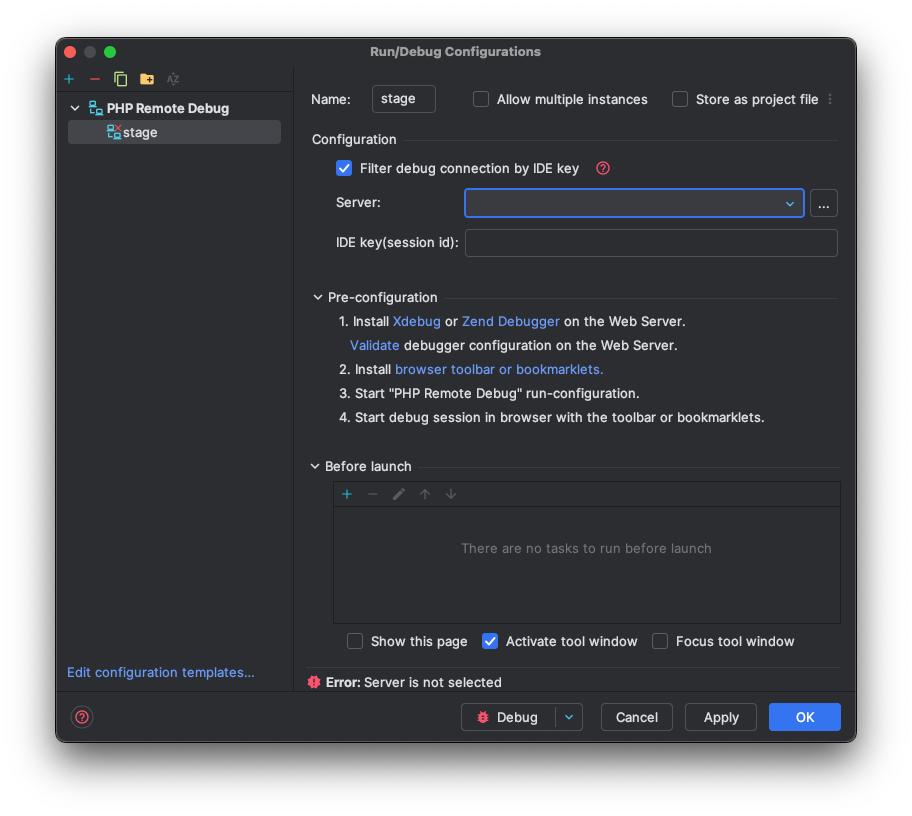 Run/Debug Configurations
PHP Remote Debug
stage
Edit configuration templates...
Name: stage Allow multiple instances Store as project file
Configuration
Filter debug connection by IDE key
Server: ...
IDE key(session id):
Pre-configuration
1. Install Xdebug or Zend Debugger on the Web Server.
Validate debugger configuration on the Web Server.
2. Install browser toolbar or bookmarklets.
3. Start "PHP Remote Debug" run-configuration.
4. Start debug session in browser with the toolbar or bookmarklets.
Before launch
There are no tasks to run before launch
Show this page Activate tool window Focus tool window
Error: Server is not selected
Debug Cancel Apply OK